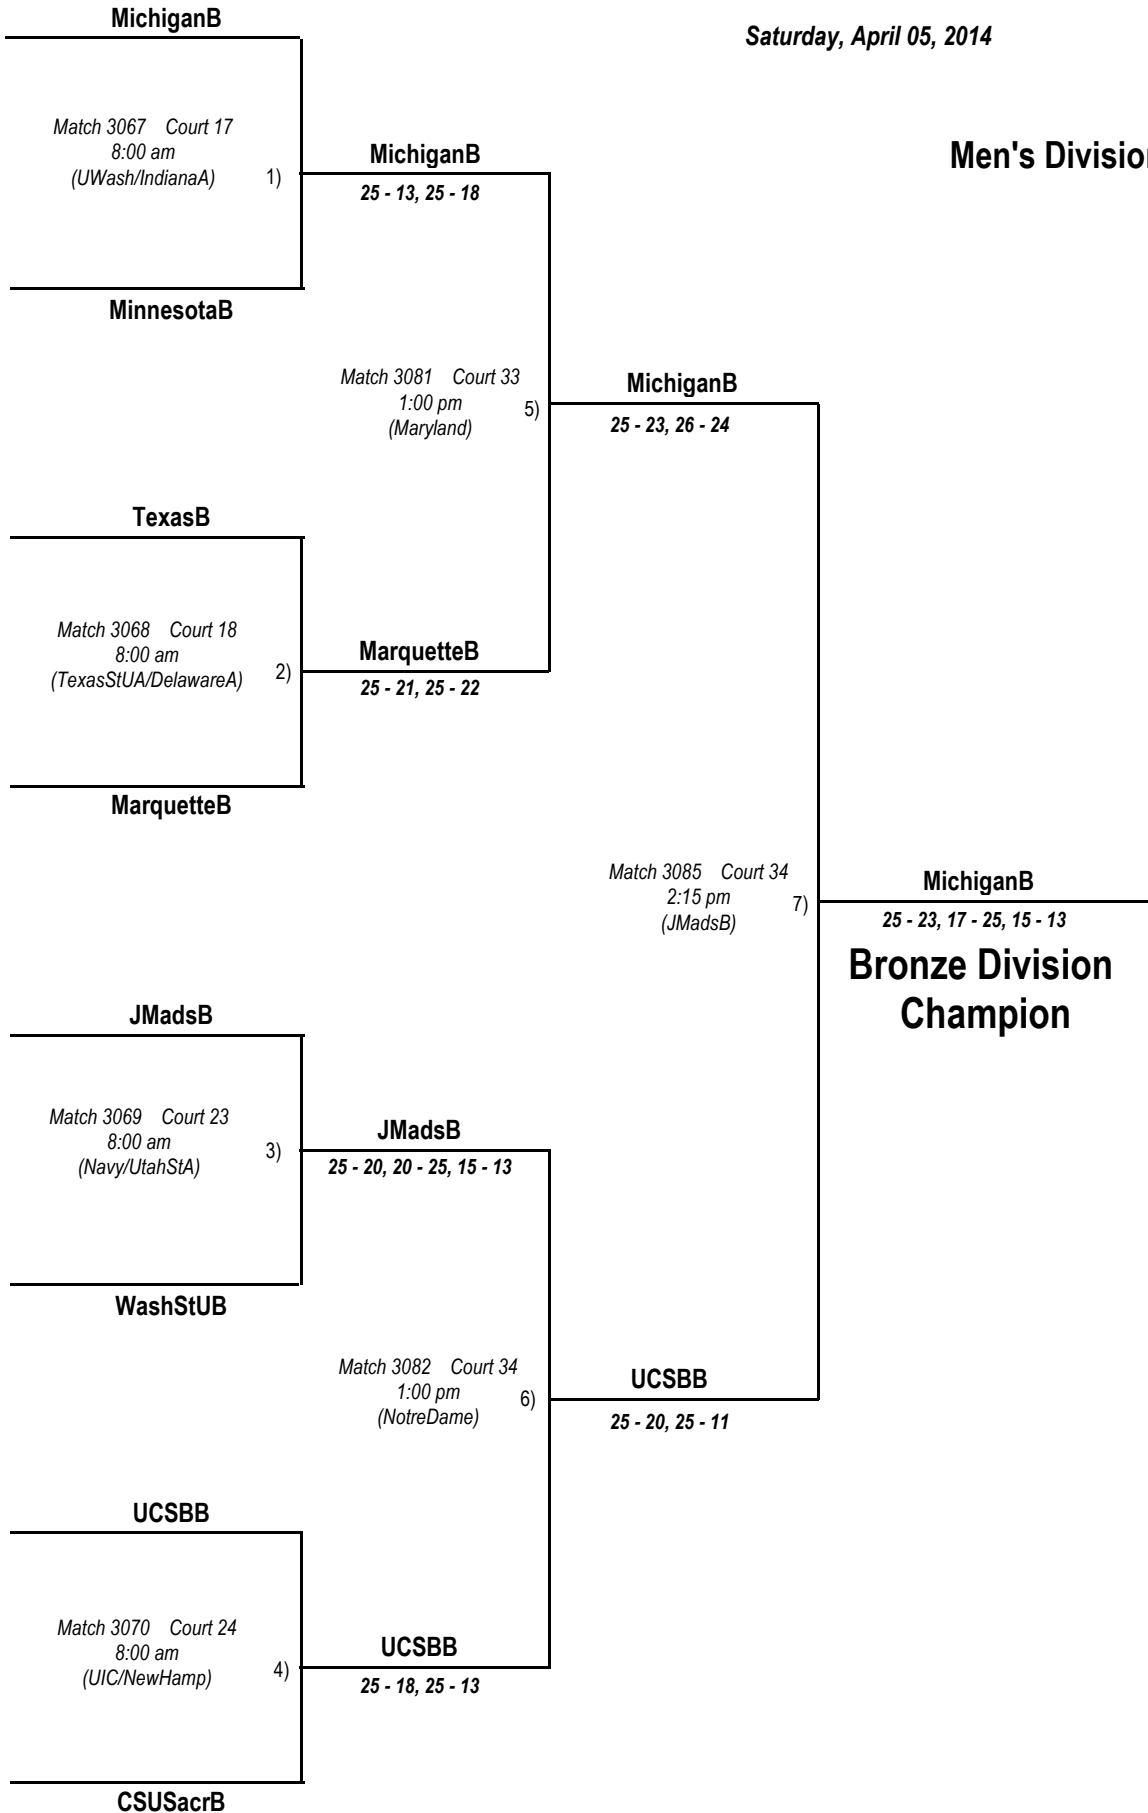 MichiganB
Saturday, April 05, 2014
Match 3067 Court 17
8:00 am
(UWash/IndianaA)
1)
MichiganB
25 - 13, 25 - 18
Men's Division
MinnesotaB
Match 3081 Court 33
1:00 pm
(Maryland)
5)
MichiganB
25 - 23, 26 - 24
TexasB
Match 3068 Court 18
8:00 am
(TexasStUA/DelawareA)
2)
MarquetteB
25 - 21, 25 - 22
MarquetteB
Match 3085 Court 34
2:15 pm
(JMadsB)
7)
MichiganB
25 - 23, 17 - 25, 15 - 13
Bronze Division
Champion
JMadsB
Match 3069 Court 23
8:00 am
(Navy/UtahStA)
3)
JMadsB
25 - 20, 20 - 25, 15 - 13
WashStUB
Match 3082 Court 34
1:00 pm
(NotreDame)
6)
UCSBB
25 - 20, 25 - 11
UCSBB
Match 3070 Court 24
8:00 am
(UIC/NewHamp)
4)
UCSBB
25 - 18, 25 - 13
CSUSacrB